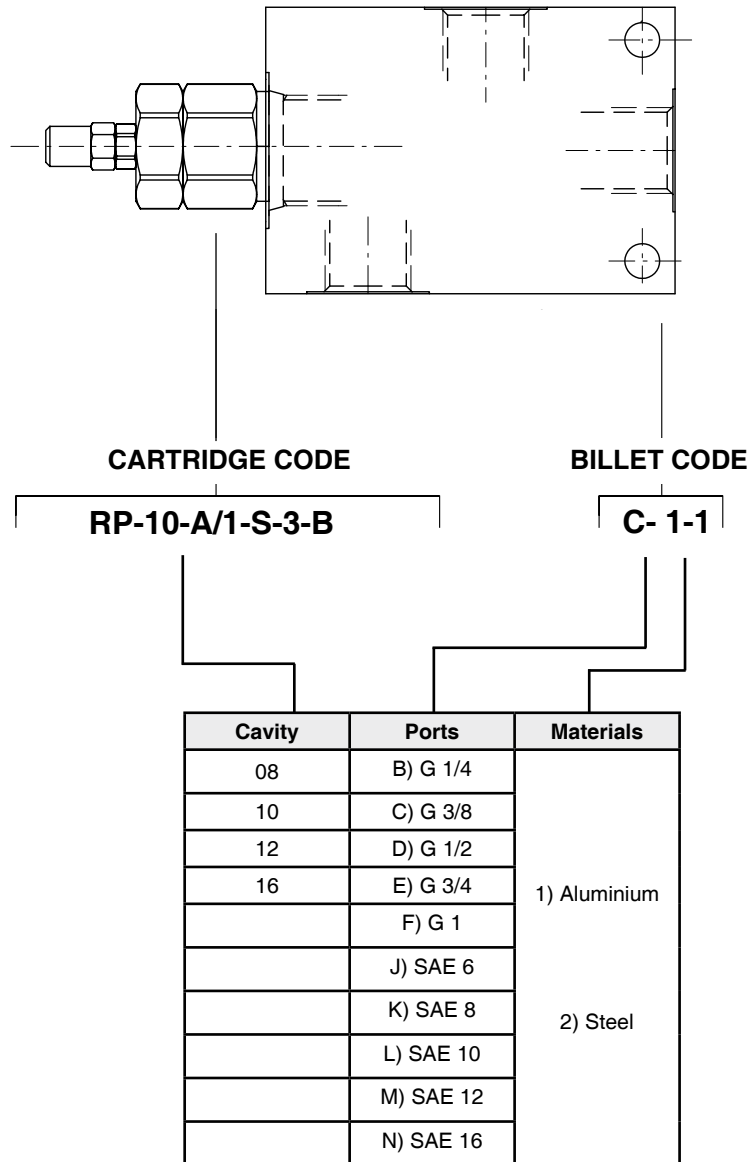 CARTRIDGE CODE BILLET CODE
RP-10-A/1-S-3-B C- 1-1
Cavity Ports Materials
08 B) G 1/4
10 C) G 3/8
12 D) G 1/2
16 E) G 3/4
1) Aluminium
F) G 1
J) SAE 6
K) SAE 8
2) Steel
L) SAE 10
M) SAE 12
N) SAE 16